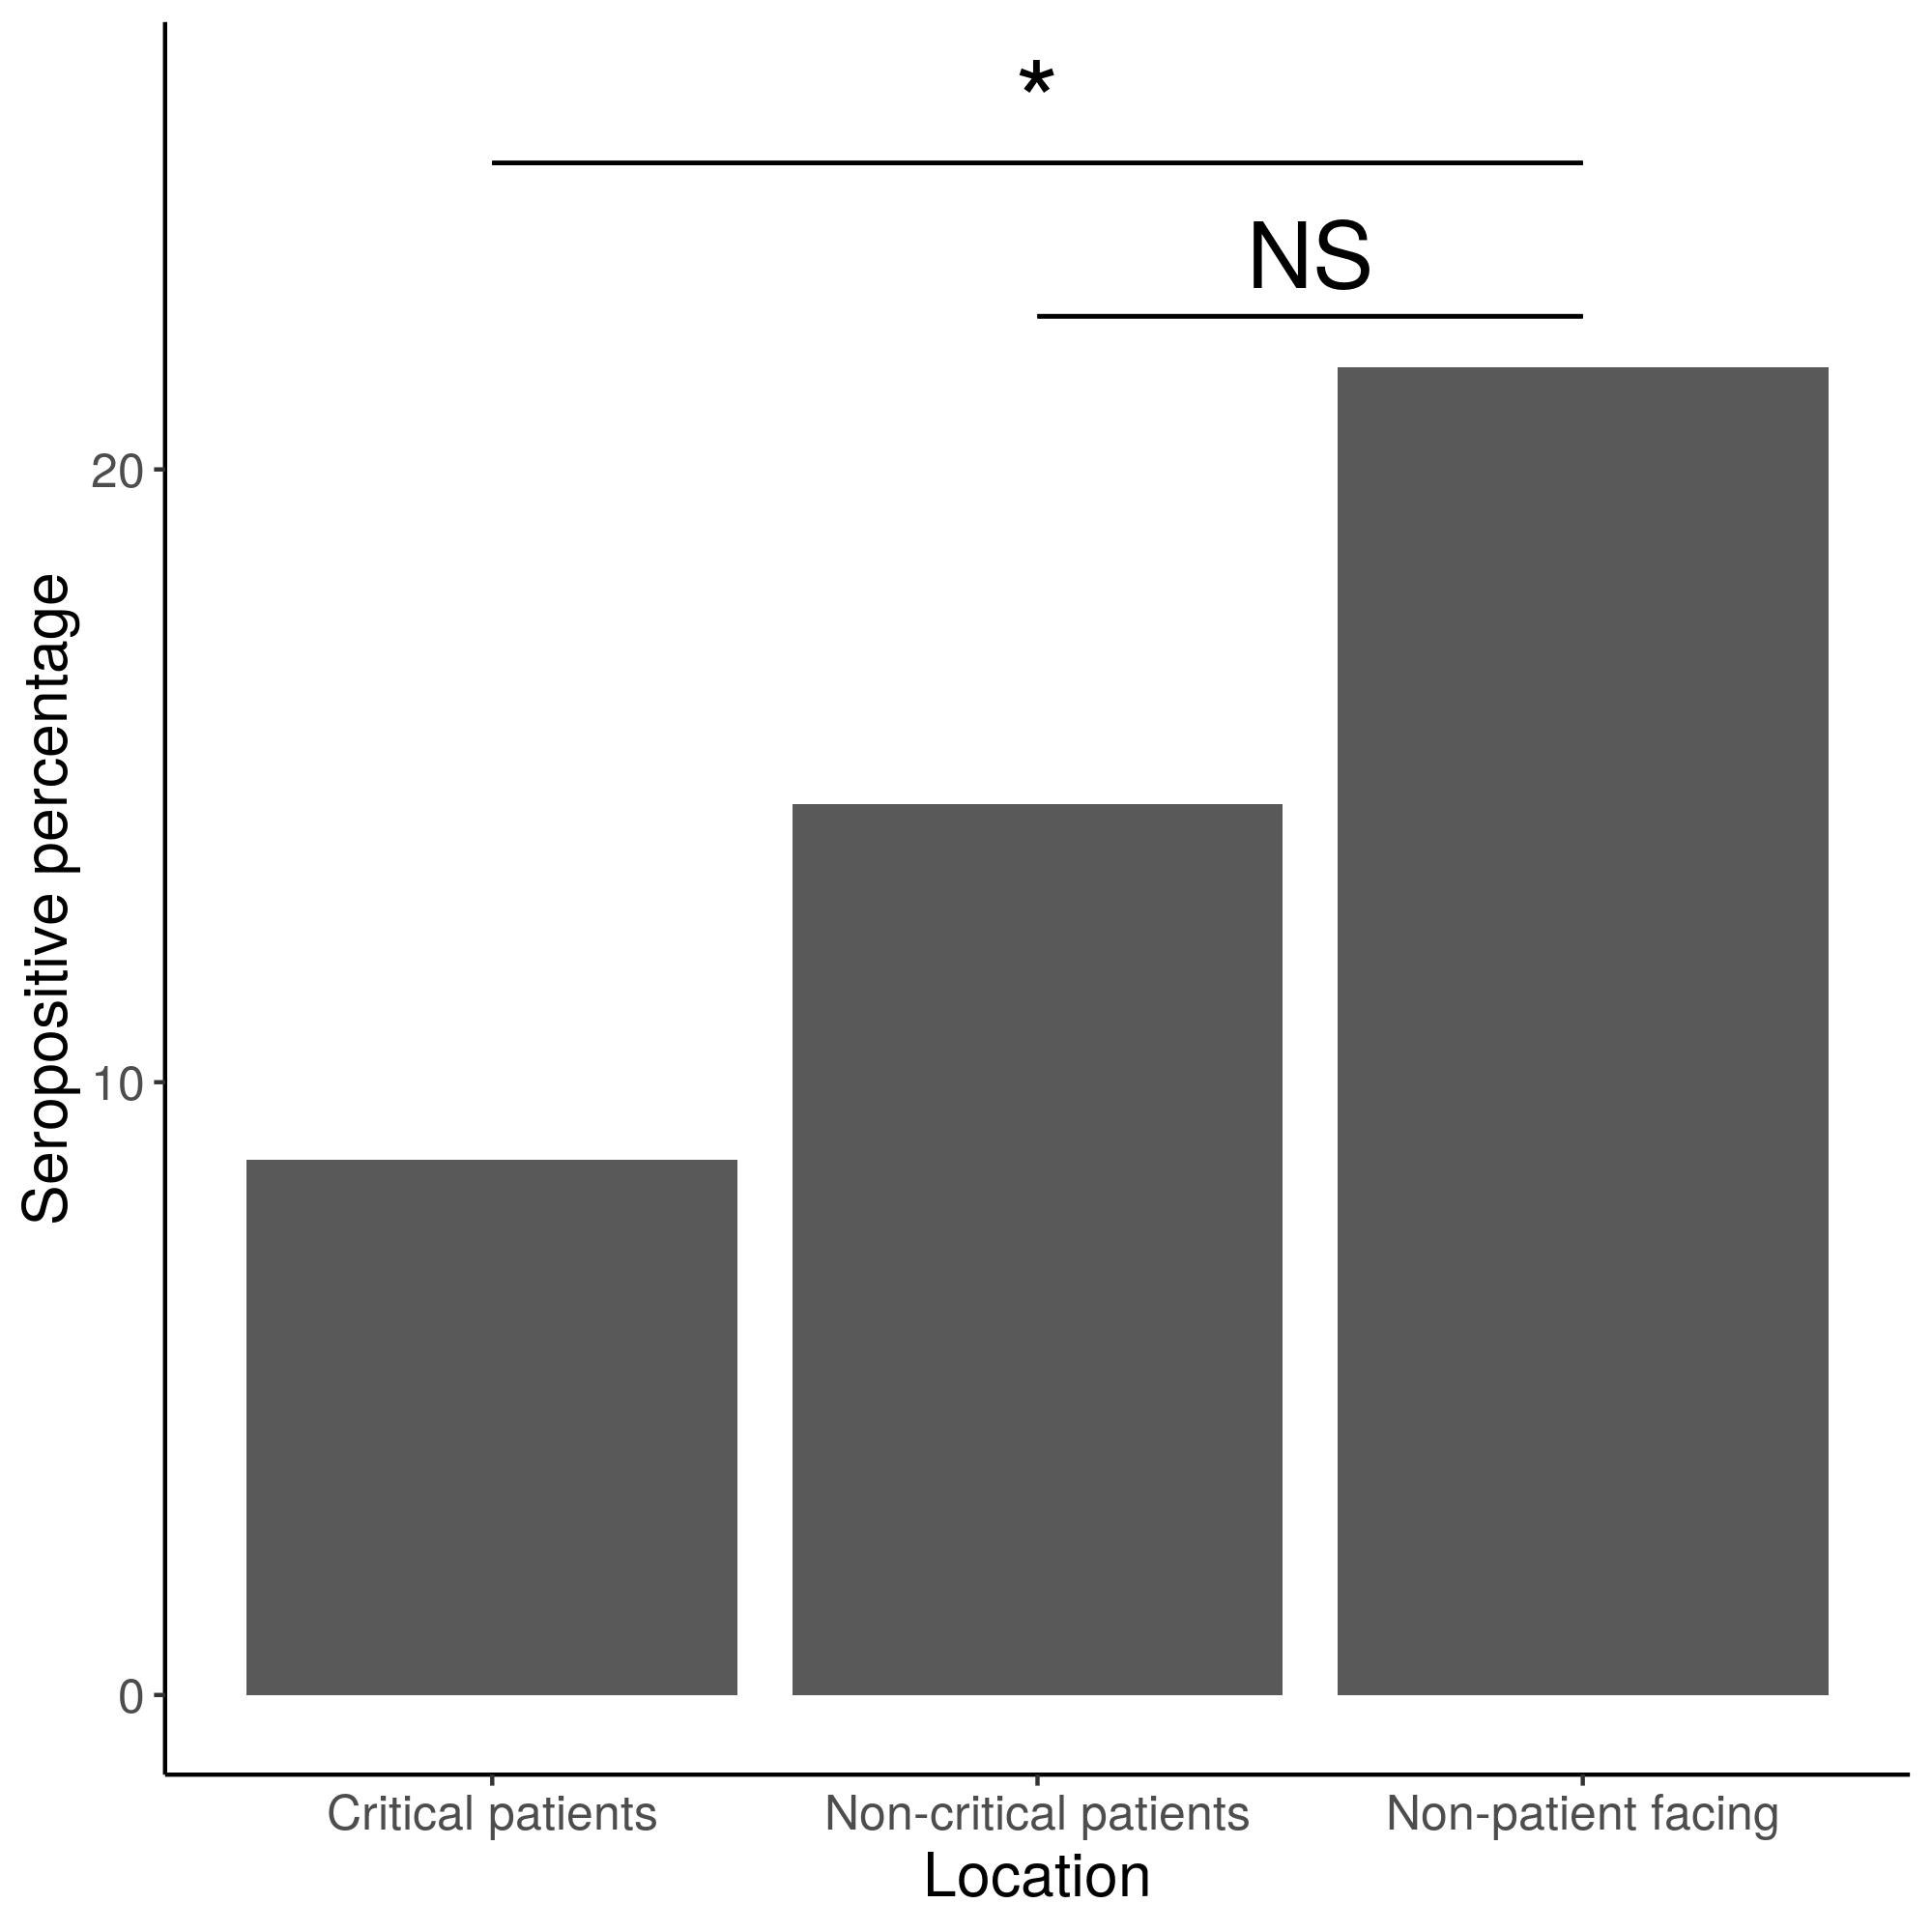 *
NS
20
10
0
Seropositive percentage
Critical patients
Non-critical patients
Non-patient facing
Location